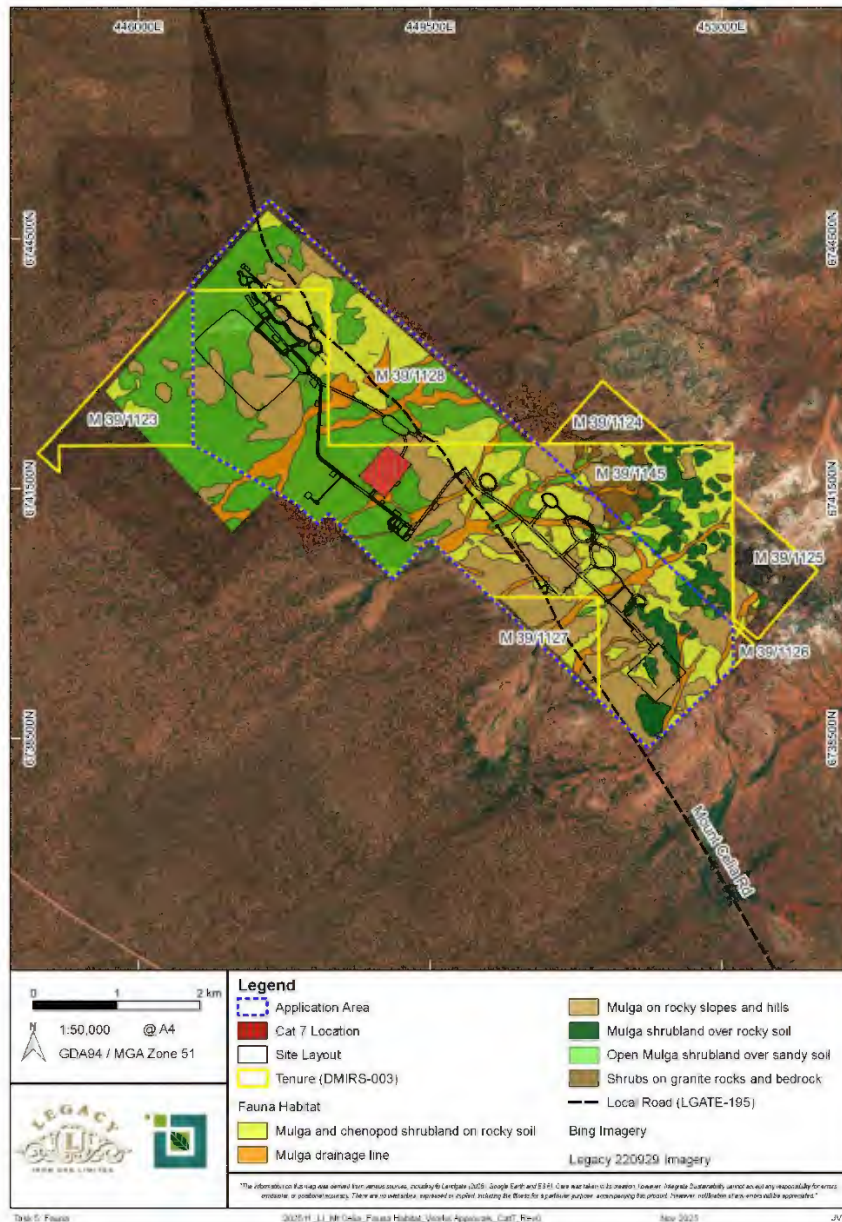 446000E 449500E 453000E
6744500N 6744500N
M 39/1128
M 39/1123
M 39/1124
M 39/1145
6741500N 6741500N
M 39/1125
M 39/1127
M 39/1126
6738500N 6738500N
Mount Celia Rd
0 1 2 km
N
1:50,000 @ A4
GDA94 / MGA Zone 51
LEGACY
IRON ORE LIMITED
Legend
Application Area
Cat 7 Location
Site Layout
Tenure (DMIRS-003)
Fauna Habitat
Mulga and chenopod shrubland on rocky soil
Mulga drainage line
Mulga on rocky slopes and hills
Mulga shrubland over rocky soil
Open Mulga shrubland over sandy soil
Shrubs on granite rocks and bedrock
Local Road (LGATE-195)
Bing Imagery
Legacy 220929 Imagery
Fauna
Nov 2025